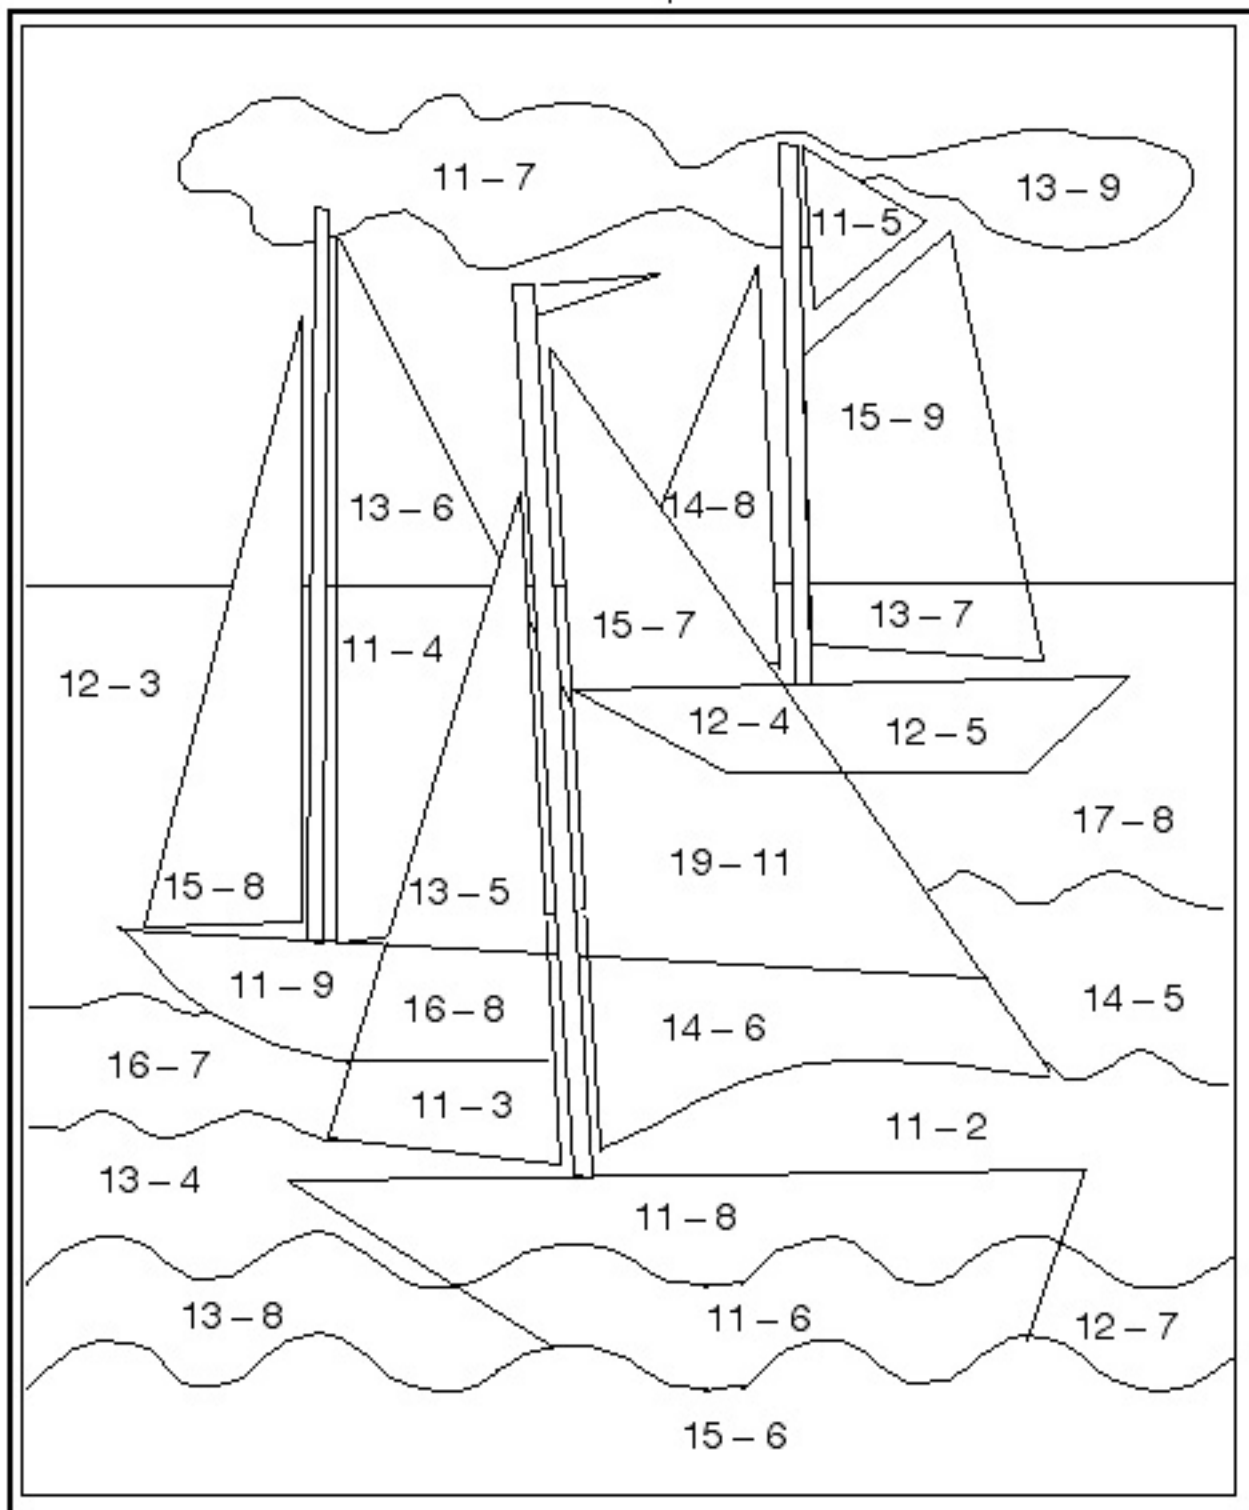 11 – 7
13 – 9
11 – 5
15 – 9
13 – 6
14 – 8
13 – 7
15 – 7
11 – 4
12 – 3
12 – 4
12 – 5
17 – 8
19 – 11
15 – 8
13 – 5
11 – 9
16 – 8
14 – 6
14 – 5
16 – 7
11 – 3
11 – 2
13 – 4
11 – 8
13 – 8
11 – 6
12 – 7
15 – 6